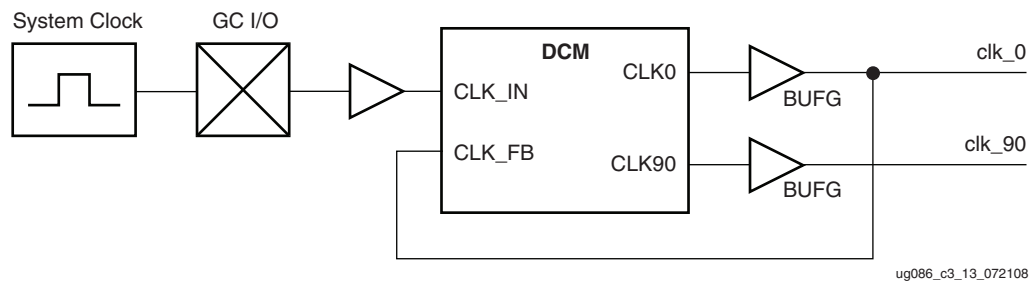 System Clock
GC I/O
DCM
CLK_IN
CLK_FB
CLK0
CLK90
BUFG
BUFG
clk_0
clk_90
ug086_c3_13_072108